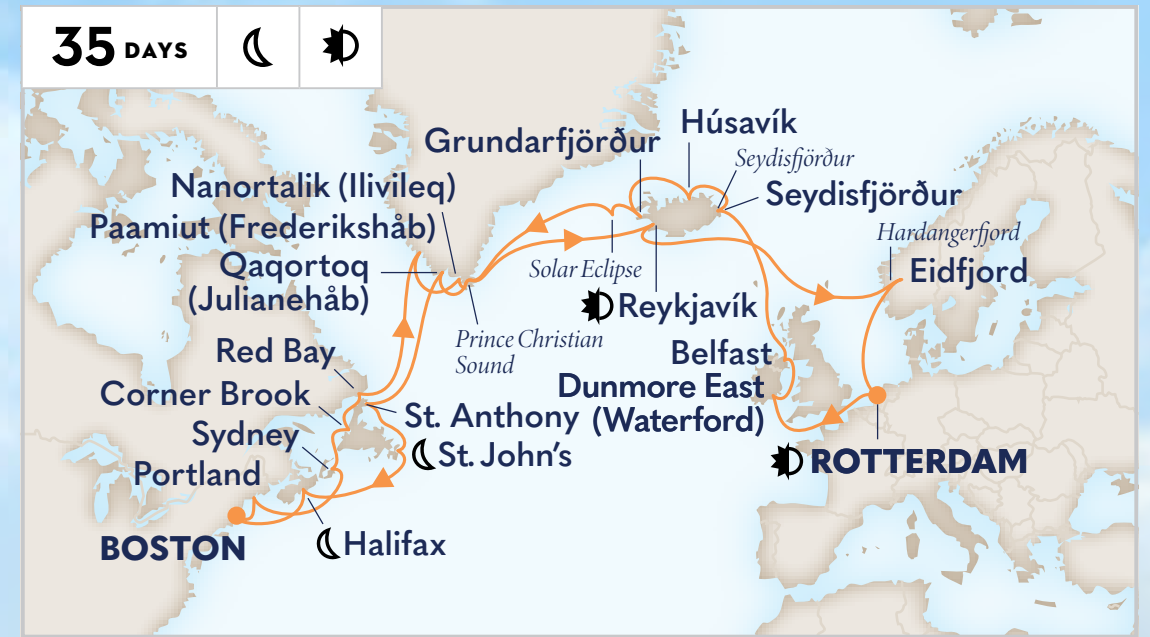 35 DAYS
Grundarfjörður
Húsavík
Seydisfjörður
Seydisfjörður
Nanortalik (Ilivileq)
Paamiut (Frederikshåb)
Qaqortoq
(Julianehåb)
Hardangerfjord
Eidfjord
Solar Eclipse
Reykjavík
Prince Christian
Sound
Red Bay
Belfast
Corner Brook
Dunmore East
(Waterford)
St. Anthony
Sydney
St. John's
Portland
ROTTERDAM
BOSTON
Halifax